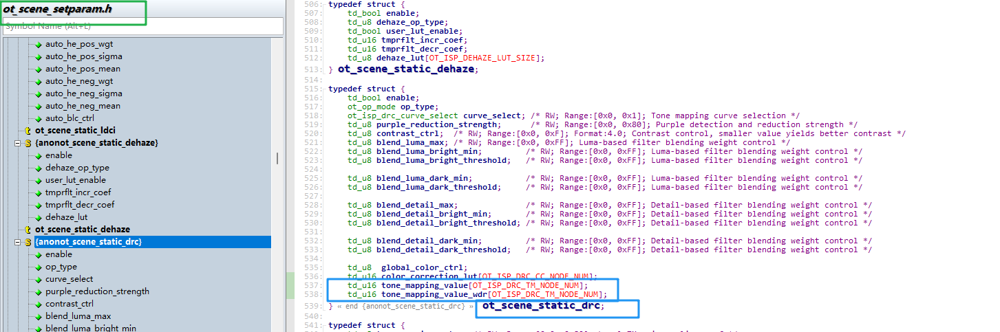 ot_scene_setparam.h
Symbol Name (Alt+L)
auto_he_pos_wgt
auto_he_pos_sigma
auto_he_pos_mean
auto_he_neg_wgt
auto_he_neg_sigma
auto_he_neg_mean
auto_blc_ctrl
ot_scene_static_ldci
{anonot_scene_static_dehaze}
enable
dehaze_op_type
user_lut_enable
tmprflt_incr_coef
tmprflt_decr_coef
dehaze_lut
ot_scene_static_dehaze
{anonot_scene_static_drc}
enable
op_type
curve_select
purple_reduction_strength
contrast_ctrl
blend_luma_max
blend_luma_bright_min
506: typedef struct {
507: td_bool enable;
508: td_u8 dehaze_op_type;
509: td_bool user_lut_enable;
510: td_u16 tmprflt_incr_coef;
511: td_u16 tmprflt_decr_coef;
512: td_u8 dehaze_lut[OT_ISP_DEHAZE_LUT_SIZE];
513: } ot_scene_static_dehaze;
514:
515: typedef struct {
516: td_bool enable;
517: ot_op_mode op_type;
518: ot_isp_drc_curve_select curve_select; /* RW; Range:[0x0, 0x1]; Tone mapping curve selection */
519: td_u8 purple_reduction_strength; /* RW; Range:[0x0, 0x80]; Purple detection and reduction strength */
520: td_u8 contrast_ctrl; /* RW; Range:[0x0, 0xF]; Format:4.0; Contrast control, smaller value yields better contrast */
521: td_u8 blend_luma_max; /* RW; Range:[0x0, 0xFF]; Luma-based filter blending weight control */
522: td_u8 blend_luma_bright_min; /* RW; Range:[0x0, 0xFF]; Luma-based filter blending weight control */
523: td_u8 blend_luma_bright_threshold; /* RW; Range:[0x0, 0xFF]; Luma-based filter blending weight control */
524:
525: td_u8 blend_luma_dark_min; /* RW; Range:[0x0, 0xFF]; Luma-based filter blending weight control */
526: td_u8 blend_luma_dark_threshold; /* RW; Range:[0x0, 0xFF]; Luma-based filter blending weight control */
527:
528: td_u8 blend_detail_max; /* RW; Range:[0x0, 0xFF]; Detail-based filter blending weight control */
529: td_u8 blend_detail_bright_min; /* RW; Range:[0x0, 0xFF]; Detail-based filter blending weight control */
530: td_u8 blend_detail_bright_threshold; /* RW; Range:[0x0, 0xFF]; Detail-based filter blending weight control */
531:
532: td_u8 blend_detail_dark_min; /* RW; Range:[0x0, 0xFF]; Detail-based filter blending weight control */
533: td_u8 blend_detail_dark_threshold; /* RW; Range:[0x0, 0xFF]; Detail-based filter blending weight control */
534:
535: td_u8 global_color_ctrl;
536: td_u16 color_correction_lut[OT_ISP_DRC_CC_NODE_NUM];
537: td_u16 tone_mapping_value[OT_ISP_DRC_TM_NODE_NUM];
538: td_u16 tone_mapping_value_wdr[OT_ISP_DRC_TM_NODE_NUM];
539: } « end {anonot_scene_static_drc} » ot_scene_static_drc;
540:
541: typedef struct {